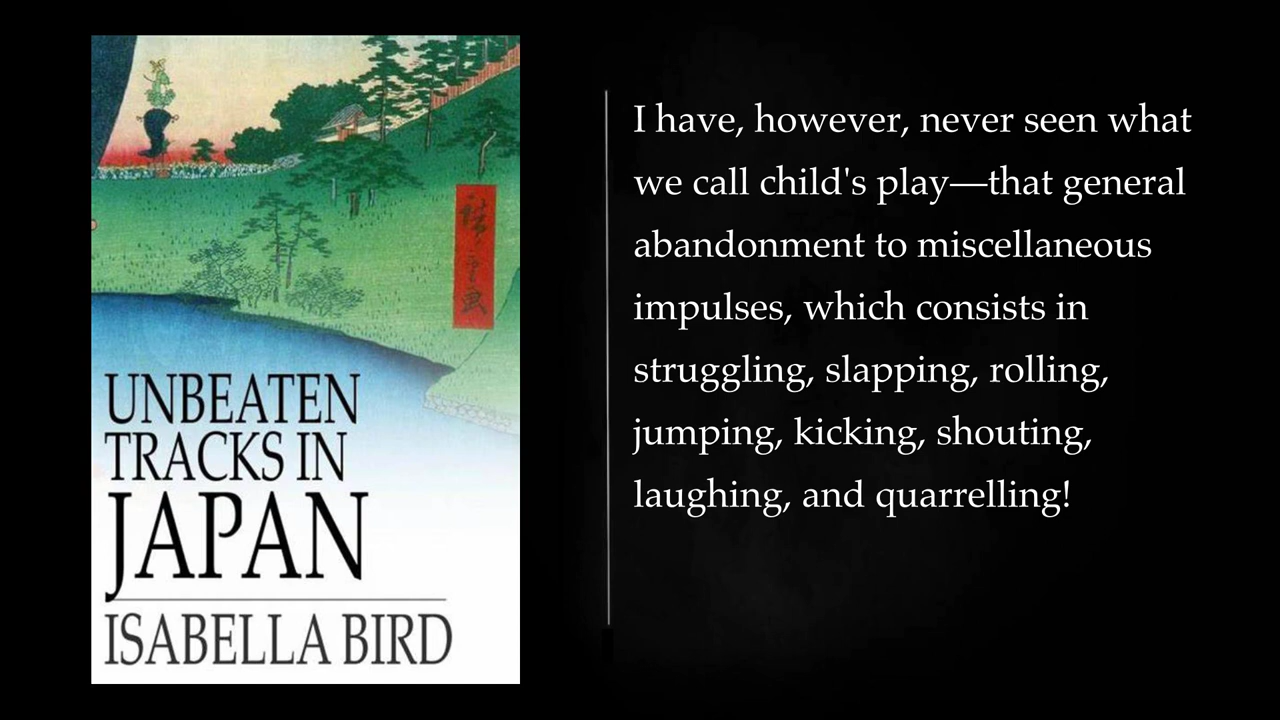 UNBEATEN
TRACKS IN
JAPAN
ISABELLA BIRD
I have, however, never seen what
we call child's play—that general
abandonment to miscellaneous
impulses, which consists in
struggling, slapping, rolling,
jumping, kicking, shouting,
laughing, and quarrelling!